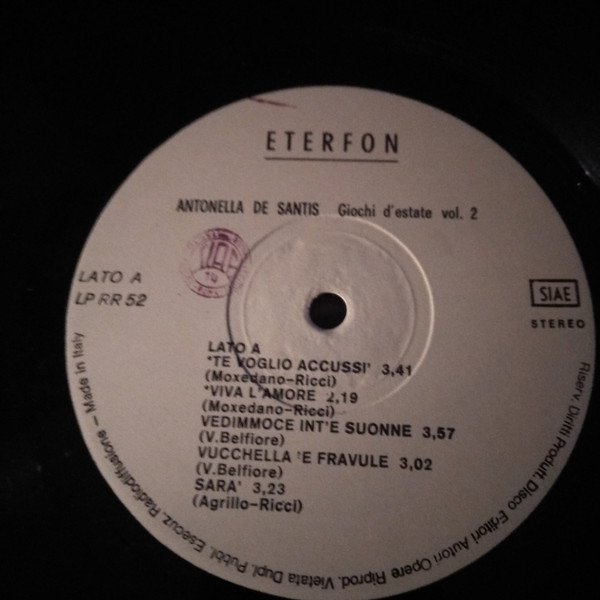 ETERFON
ANTONELLA DE SANTIS Giochi d'estate vol. 2
LATO A
LP RR 52
SIAE
STEREO
LATO A
*TE VOGLIO ACCUSSI' 3,41
(Moxedano-Ricci)
*VIVA L'AMORE 2,19
(Moxedano-Ricci)
VEDIMMOCE INT'E SUONNE 3,57
(V.Belfiore)
VUCCHELLA 'E FRAVULE 3,02
(V.Belfiore)
SARA' 3,23
(Agrillo-Ricci)
Riserv. Diritti Produtt. Disco Editori Autori Opere Riprod. Vietata Dupl. Pubbl. Esecuz. Radiodiffusione - Made in Italy